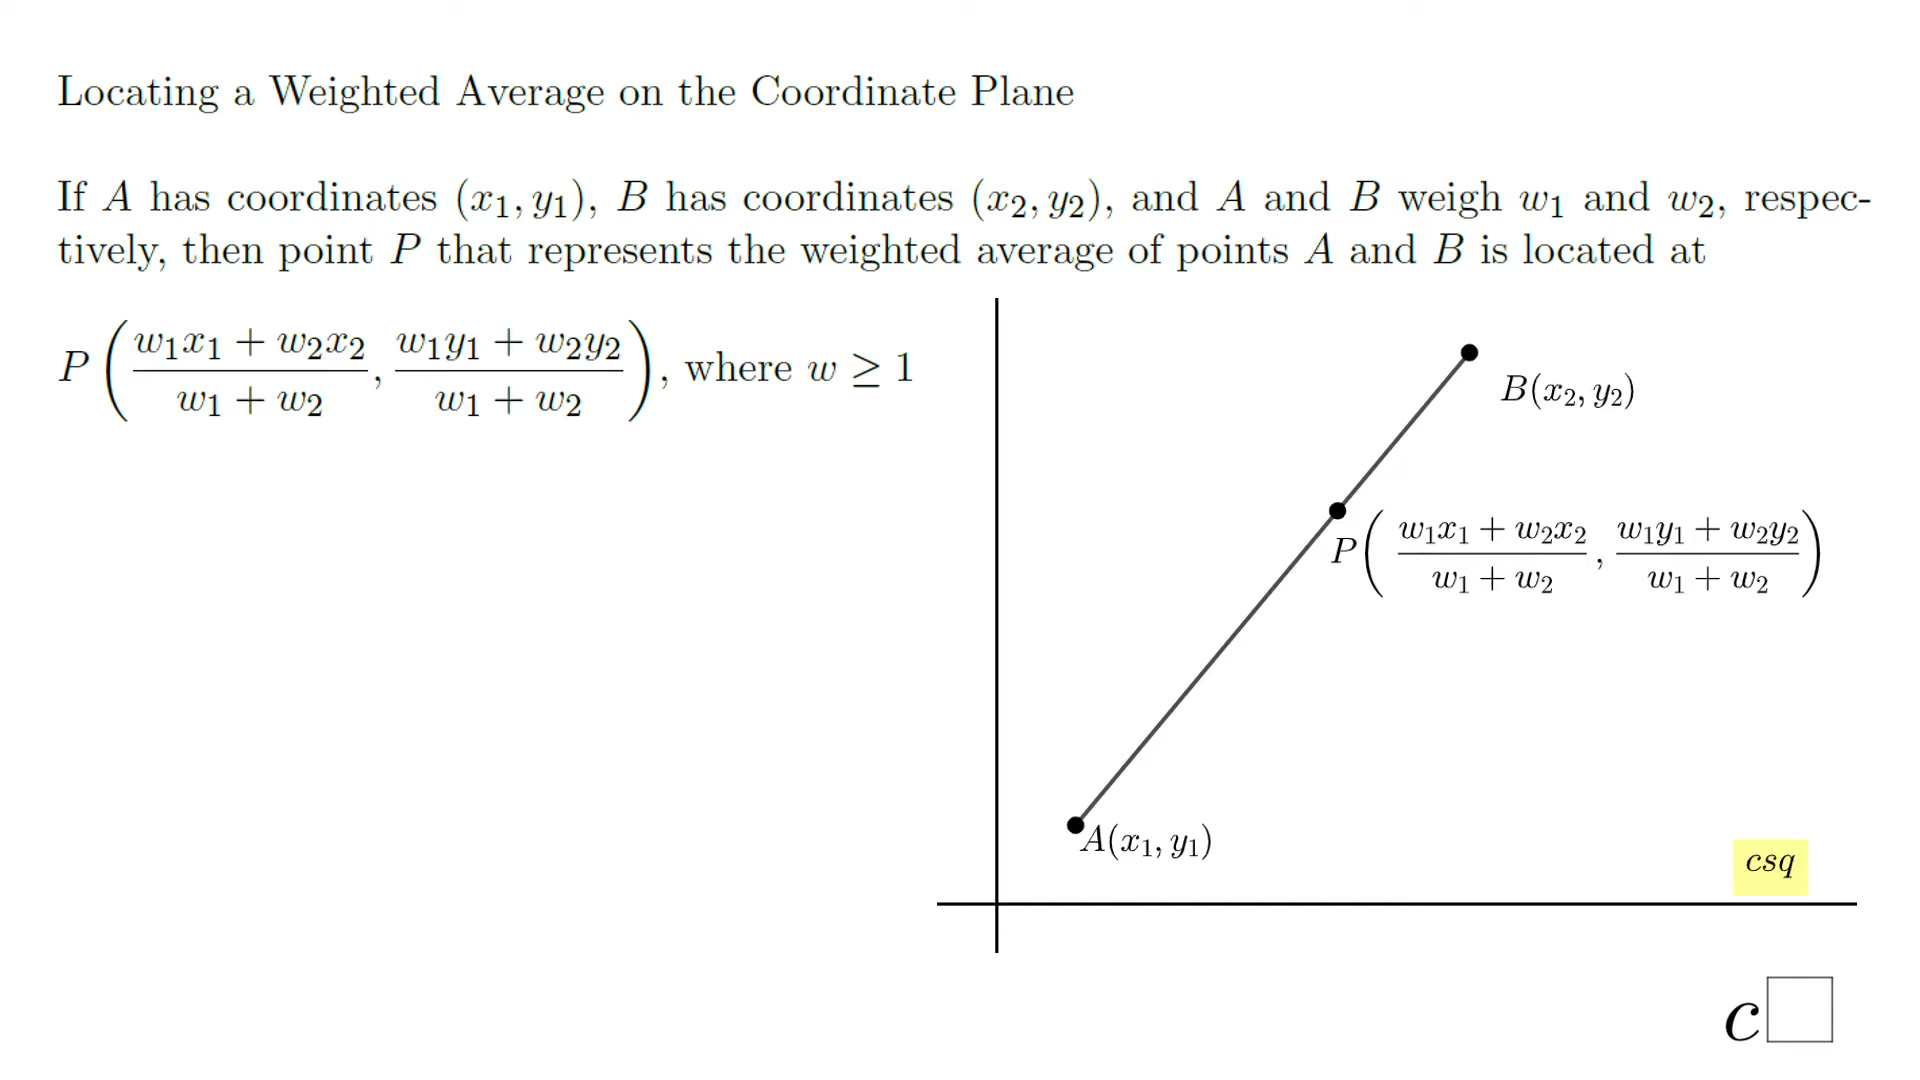 Locating a Weighted Average on the Coordinate Plane
If A has coordinates (x₁, y₁), B has coordinates (x₂, y₂), and A and B weigh w₁ and w₂, respec-
tively, then point P that represents the weighted average of points A and B is located at
P( (w₁x₁ + w₂x₂)/(w₁ + w₂), (w₁y₁ + w₂y₂)/(w₁ + w₂) ), where w ≥ 1
B(x₂, y₂)
P( (w₁x₁ + w₂x₂)/(w₁ + w₂), (w₁y₁ + w₂y₂)/(w₁ + w₂) )
A(x₁, y₁)
csq
c